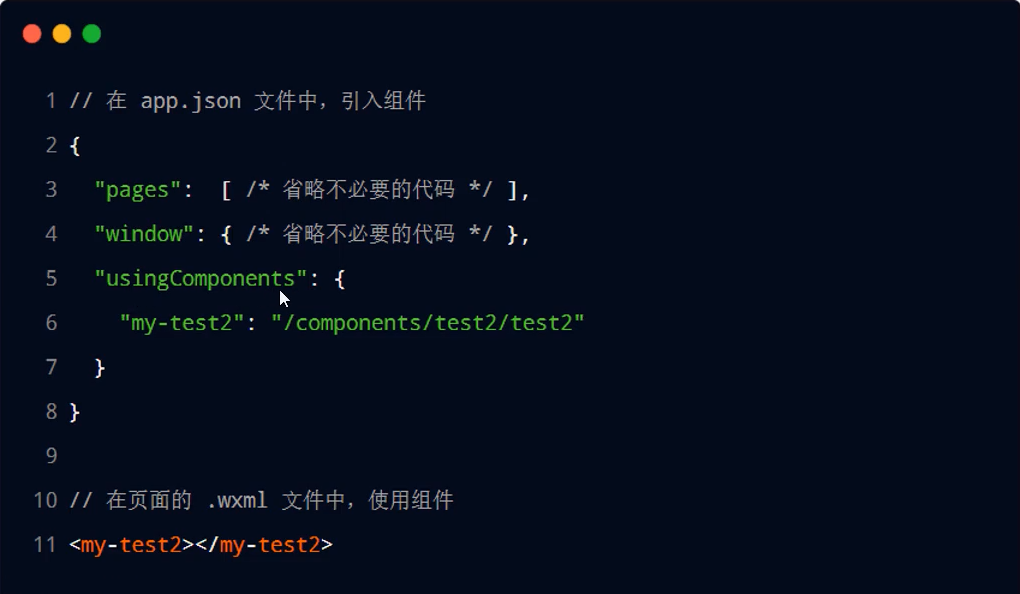 1 // 在 app.json 文件中，引入组件
2 {
3   "pages":  [ /* 省略不必要的代码 */ ],
4   "window": { /* 省略不必要的代码 */ },
5   "usingComponents": {
6     "my-test2": "/components/test2/test2"
7   }
8 }
9
10 // 在页面的 .wxml 文件中，使用组件
11 <my-test2></my-test2>